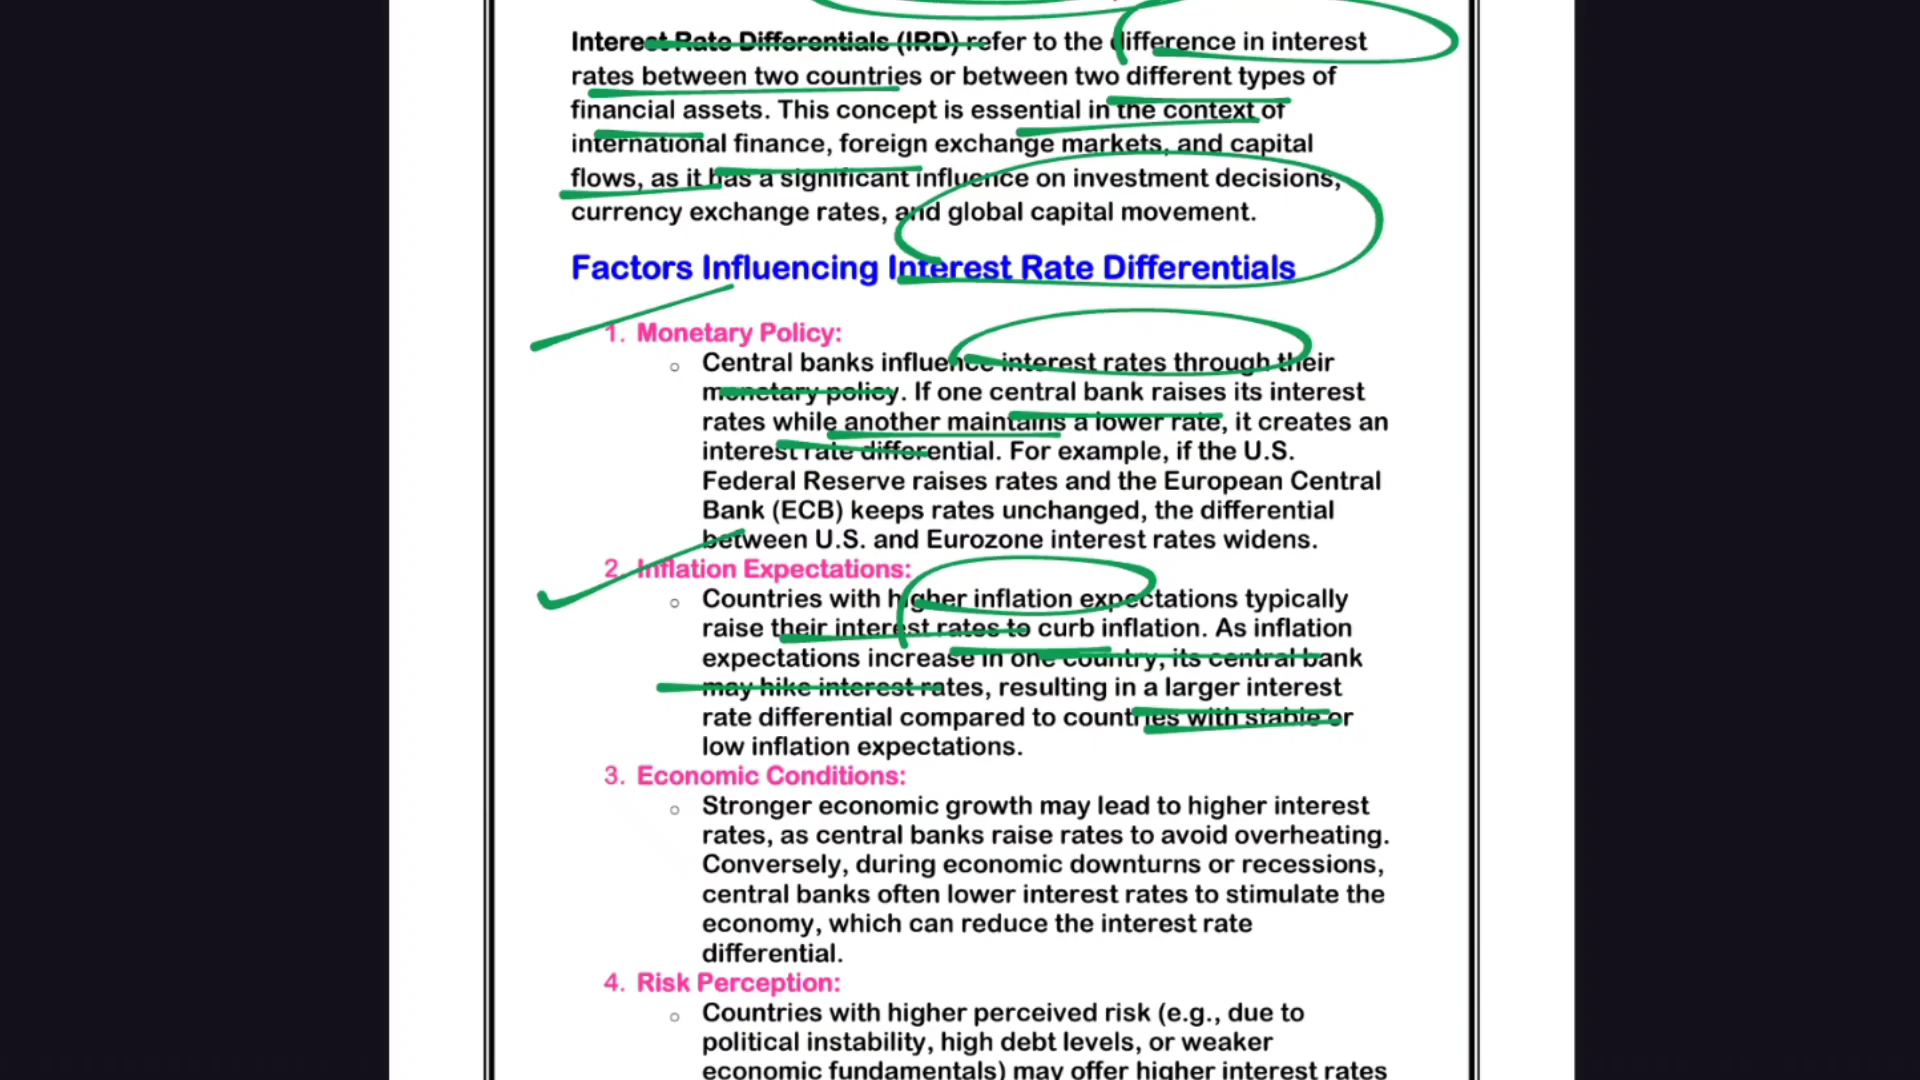 Interest Rate Differentials (IRD) refer to the difference in interest
rates between two countries or between two different types of
financial assets. This concept is essential in the context of
international finance, foreign exchange markets, and capital
flows, as it has a significant influence on investment decisions,
currency exchange rates, and global capital movement.
Factors Influencing Interest Rate Differentials
1. Monetary Policy:
○ Central banks influence interest rates through their
monetary policy. If one central bank raises its interest
rates while another maintains a lower rate, it creates an
interest rate differential. For example, if the U.S.
Federal Reserve raises rates and the European Central
Bank (ECB) keeps rates unchanged, the differential
between U.S. and Eurozone interest rates widens.
2. Inflation Expectations:
○ Countries with higher inflation expectations typically
raise their interest rates to curb inflation. As inflation
expectations increase in one country, its central bank
may hike interest rates, resulting in a larger interest
rate differential compared to countries with stable or
low inflation expectations.
3. Economic Conditions:
○ Stronger economic growth may lead to higher interest
rates, as central banks raise rates to avoid overheating.
Conversely, during economic downturns or recessions,
central banks often lower interest rates to stimulate the
economy, which can reduce the interest rate
differential.
4. Risk Perception:
○ Countries with higher perceived risk (e.g., due to
political instability, high debt levels, or weaker
economic fundamentals) may offer higher interest rates